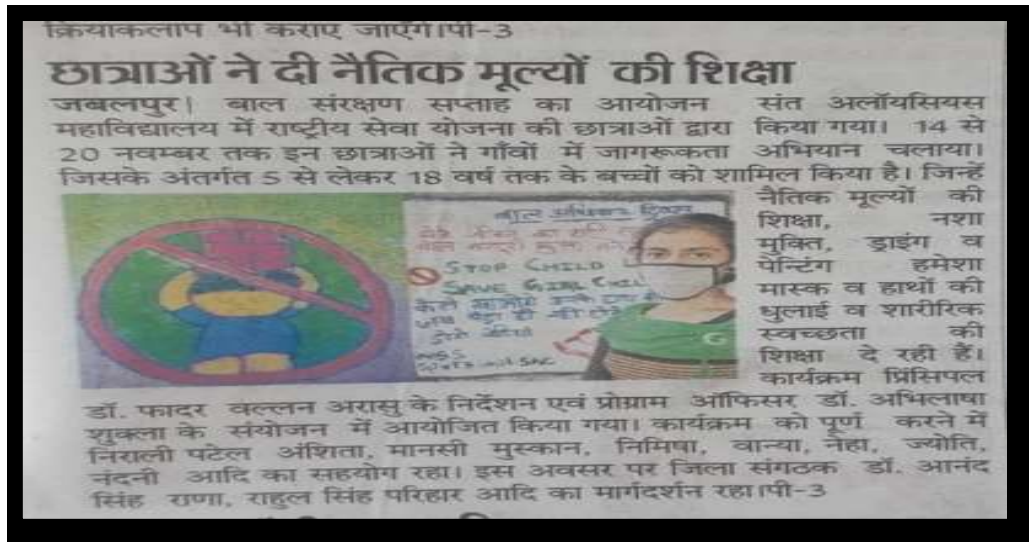 क्रियाकलाप भी कराए जाएँगे।पी-3
छात्राओं ने दी नैतिक मूल्यों की शिक्षा
जबलपुर| बाल संरक्षण सप्ताह का आयोजन संत अलॉयसियस
महाविद्यालय में राष्ट्रीय सेवा योजना की छात्राओं द्वारा किया गया। 14 से
20 नवम्बर तक इन छात्राओं ने गाँवों में जागरूकता अभियान चलाया।
जिसके अंतर्गत 5 से लेकर 18 वर्ष तक के बच्चों को शामिल किया है। जिन्हें
नैतिक मूल्यों की
शिक्षा, नशा
मुक्ति, ड्राइंग व
पेन्टिंग हमेशा
मास्क व हाथों की
धुलाई व शारीरिक
स्वच्छता की
शिक्षा दे रही हैं।
कार्यक्रम प्रिंसिपल
डॉ. फादर वल्लन अरासु के निर्देशन एवं प्रोग्राम ऑफिसर डॉ. अभिलाषा
शुक्ला के संयोजन में आयोजित किया गया। कार्यक्रम को पूर्ण करने में
निराली पटेल अंशिता, मानसी मुस्कान, निमिषा, वान्या, नेहा, ज्योति,
नंदनी आदि का सहयोग रहा। इस अवसर पर जिला संगठक डॉ. आनंद
सिंह राणा, राहुल सिंह परिहार आदि का मार्गदर्शन रहा।पी-3
STOP CHILD
SAVE GIRL CHIL
NSS